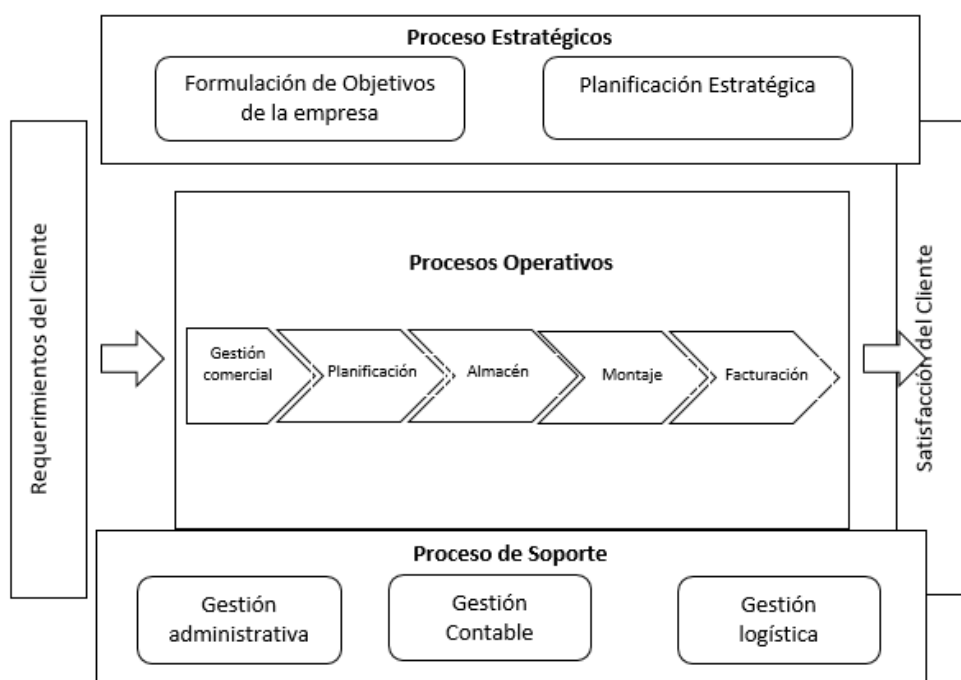 Proceso Estratégicos
Formulación de Objetivos
de la empresa
Planificación Estratégica
Requerimientos del Cliente
Procesos Operativos
Gestión
comercial
Planificación
Almacén
Montaje
Facturación
Satisfacción del Cliente
Proceso de Soporte
Gestión
administrativa
Gestión
Contable
Gestión
logística